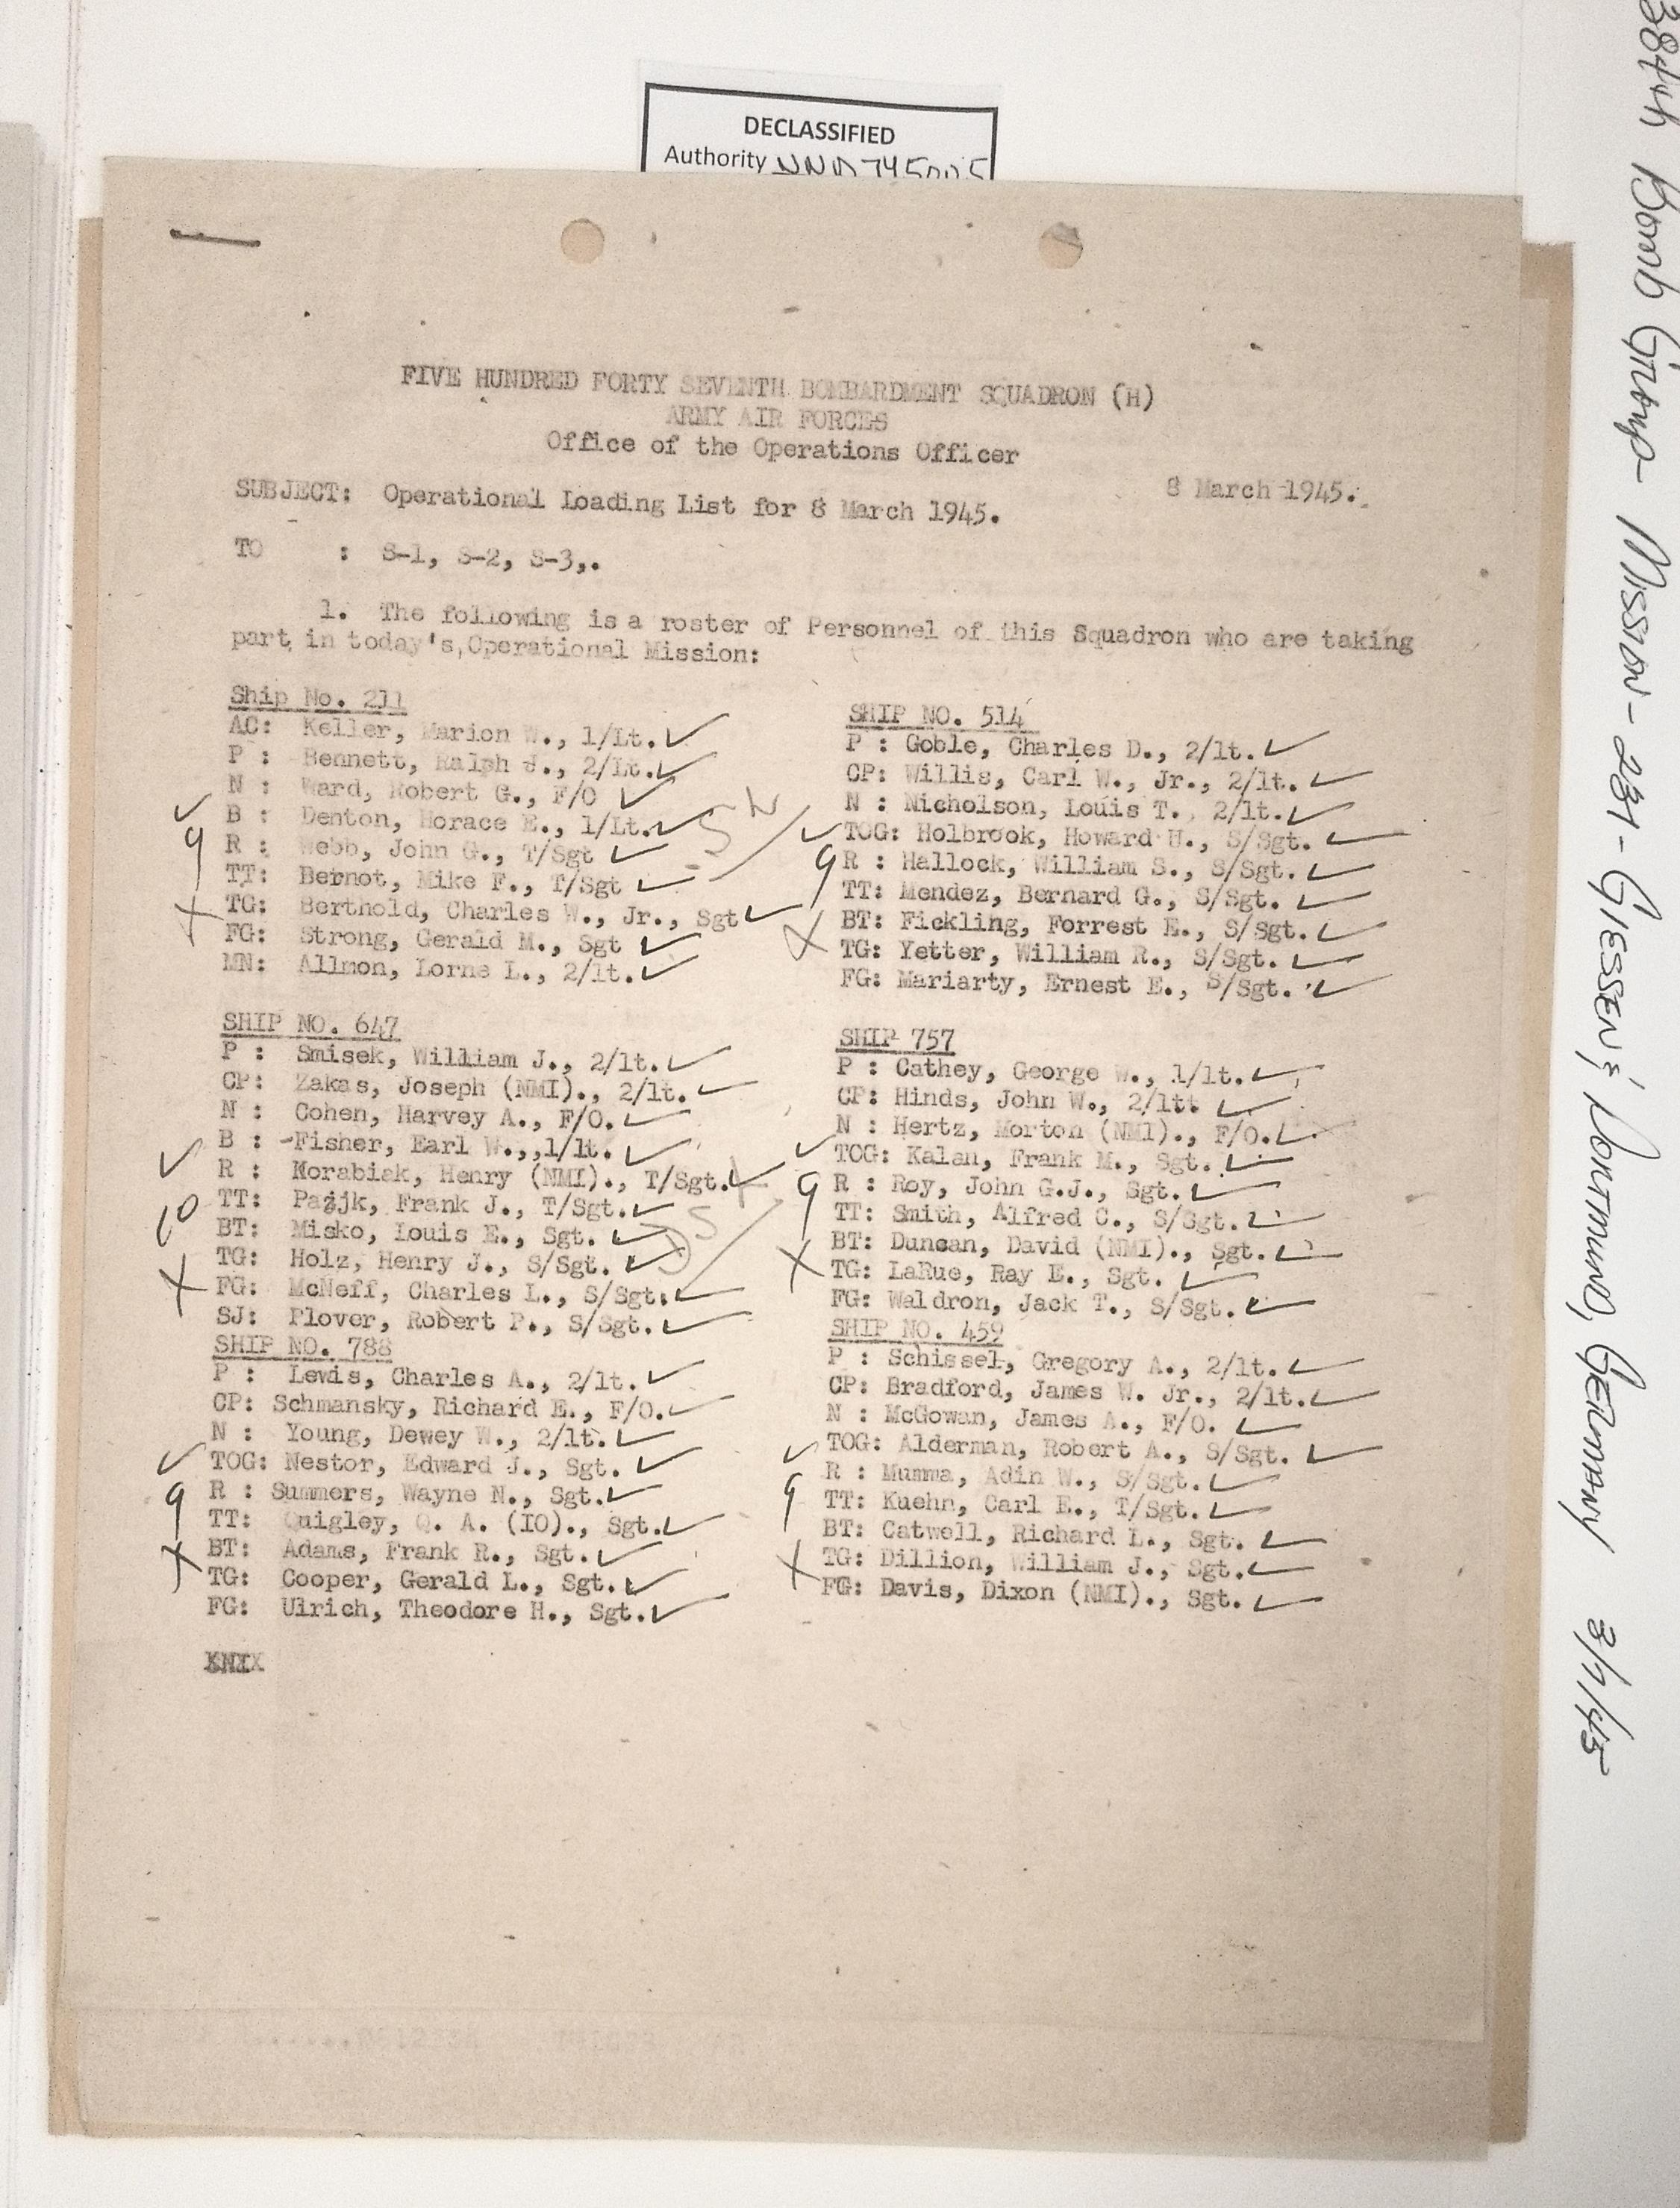 DECLASSIFIED
Authority NND 745005
FIVE HUNDRED FORTY SEVENTH BOMBARDMENT SQUADRON (H)
ARMY AIR FORCES
Office of the Operations Officer
8 March 1945.
SUBJECT: Operational Loading List for 8 March 1945.
TO : S-1, S-2, S-3,.
1. The following is a roster of Personnel of this Squadron who are taking
part in today's,Operational Mission:
Ship No. 211
AC: Keller, Marion W., 1/Lt. ✓
P : Bennett, Ralph J., 2/Lt. ✓
N : Ward, Robert G., F/O ✓
✓ B : Denton, Horace E., 1/Lt. ✓
9 R : Webb, John G., T/Sgt ✓
TT: Bernot, Mike F., T/Sgt ✓
X TG: Berthold, Charles W., Jr., Sgt ✓
FG: Strong, Gerald M., Sgt ✓
MN: Allmon, Lorne L., 2/lt. ✓
SHIP NO. 514
P : Goble, Charles D., 2/lt. ✓
CP: Willis, Carl W., Jr., 2/lt. ✓
N : Nicholson, Louis T., 2/lt. ✓
✓ TOG: Holbrook, Howard H., S/Sgt. ✓
9 R : Hallock, William S., S/Sgt. ✓
TT: Mendez, Bernard G., S/Sgt. ✓
BT: Fickling, Forrest E., S/Sgt. ✓
X TG: Yetter, William R., S/Sgt. ✓
FG: Mariarty, Ernest E., S/Sgt. ✓
SHIP NO. 647
P : Smisek, William J., 2/lt. ✓
CP: Zakas, Joseph (NMI)., 2/lt. ✓
N : Cohen, Harvey A., F/O. ✓
B : -Fisher, Earl W.,,1/lt. ✓
✓ R : Korabiak, Henry (NMI)., T/Sgt. ✓
10 TT: Pajjk, Frank J., T/Sgt. ✓
BT: Misko, Louis E., Sgt. ✓
TG: Holz, Henry J., S/Sgt. ✓
X FG: McNeff, Charles L., S/Sgt. ✓
SJ: Plover, Robert P., S/Sgt. ✓
SHIP 757
P : Cathey, George W., 1/lt. ✓
CP: Hinds, John W., 2/ltt ✓
N : Hertz, Morton (NMI)., F/O. ✓
✓ TOG: Kalan, Frank M., Sgt. ✓
9 R : Roy, John G.J., Sgt. ✓
TT: Smith, Alfred C., S/Sgt. ✓
BT: Duncan, David (NMI)., Sgt. ✓
X TG: LaRue, Ray E., Sgt. ✓
FG: Waldron, Jack T., S/Sgt. ✓
SHIP NO. 788
P : Lewis, Charles A., 2/lt. ✓
CP: Schmansky, Richard E., F/O. ✓
N : Young, Dewey W., 2/lt. ✓
✓ TOG: Nestor, Edward J., Sgt. ✓
9 R : Summers, Wayne N., Sgt. ✓
TT: Quigley, Q. A. (IO)., Sgt. ✓
X BT: Adams, Frank R., Sgt. ✓
TG: Cooper, Gerald L., Sgt. ✓
FG: Ulrich, Theodore H., Sgt. ✓
SHIP NO. 459
P : Schissel, Gregory A., 2/lt. ✓
CP: Bradford, James W. Jr., 2/lt. ✓
N : McGowan, James A., F/O. ✓
✓ TOG: Alderman, Robert A., S/Sgt. ✓
9 R : Mumma, Adin W., S/Sgt. ✓
TT: Kuehn, Carl E., T/Sgt. ✓
BT: Catwell, Richard L., Sgt. ✓
X TG: Dillion, William J., Sgt. ✓
FG: Davis, Dixon (NMI)., Sgt. ✓
384th Bomb Group - Mission - 281 - GIESSEN & DORTMUND, GERMANY 3/7/45